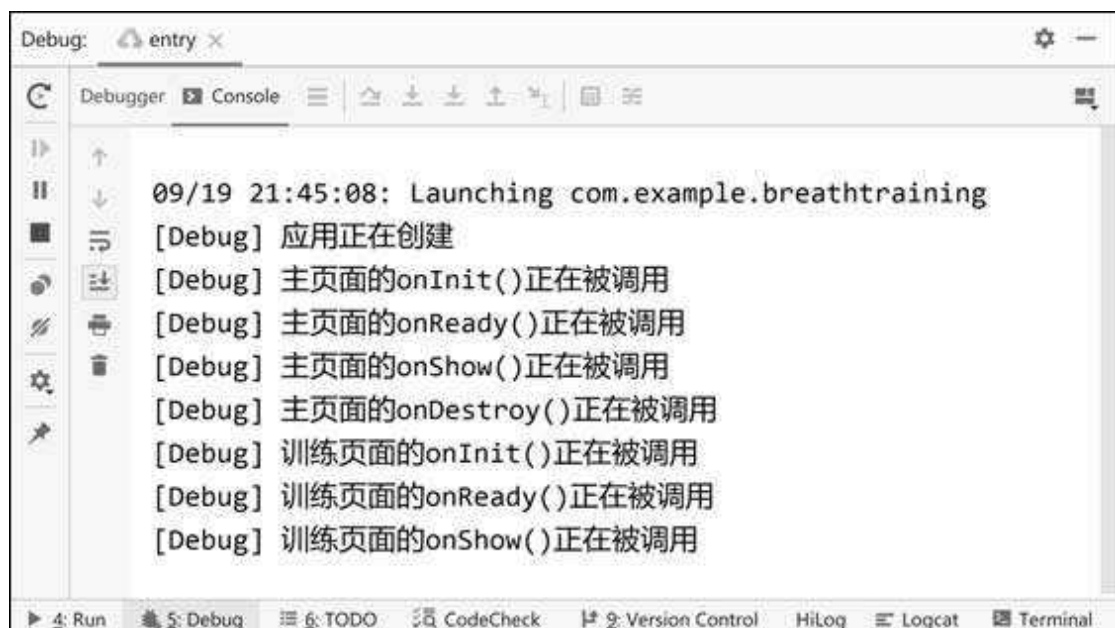 Debug: entry
Debugger Console
09/19 21:45:08: Launching com.example.breathtraining
[Debug] 应用正在创建
[Debug] 主页面的onInit()正在被调用
[Debug] 主页面的onReady()正在被调用
[Debug] 主页面的onShow()正在被调用
[Debug] 主页面的onDestroy()正在被调用
[Debug] 训练页面的onInit()正在被调用
[Debug] 训练页面的onReady()正在被调用
[Debug] 训练页面的onShow()正在被调用
4: Run 5: Debug 6: TODO CodeCheck 9: Version Control HiLog Logcat Terminal